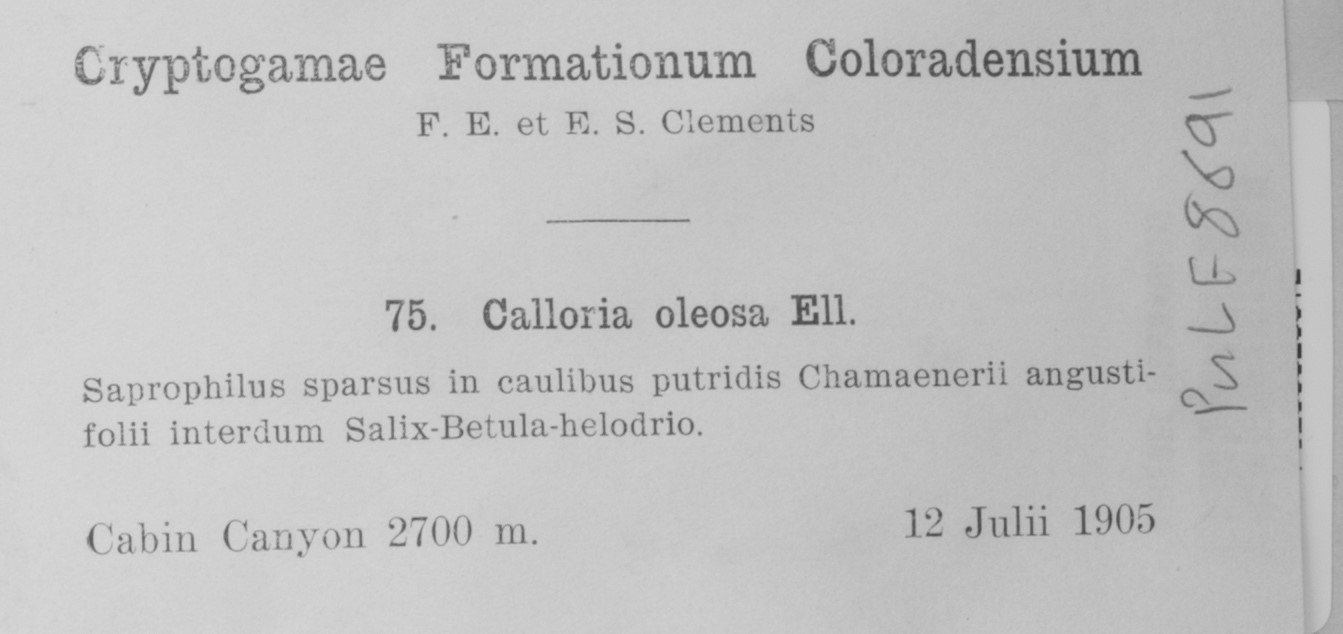 Cryptogamae Formationum Coloradensium
F. E. et E. S. Clements
75. Calloria oleosa Ell.
Saprophilus sparsus in caulibus putridis Chamaenerii angusti-
folii interdum Salix-Betula-helodrio.
Cabin Canyon 2700 m.
12 Julii 1905